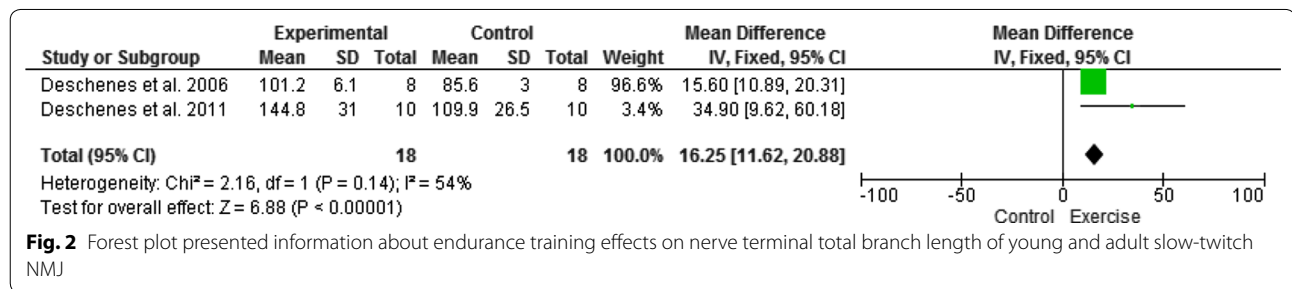 Experimental Control Mean Difference Mean Difference
Study or Subgroup Mean SD Total Mean SD Total Weight IV, Fixed, 95% CI IV, Fixed, 95% CI
Deschenes et al. 2006 101.2 6.1 8 85.6 3 8 96.6% 15.60 [10.89, 20.31]
Deschenes et al. 2011 144.8 31 10 109.9 26.5 10 3.4% 34.90 [9.62, 60.18]
Total (95% CI) 18 18 100.0% 16.25 [11.62, 20.88]
Heterogeneity: Chi² = 2.16, df = 1 (P = 0.14); I² = 54%
Test for overall effect: Z = 6.88 (P < 0.00001)
-100 -50 0 50 100
Control Exercise
Fig. 2 Forest plot presented information about endurance training effects on nerve terminal total branch length of young and adult slow-twitch
NMJ